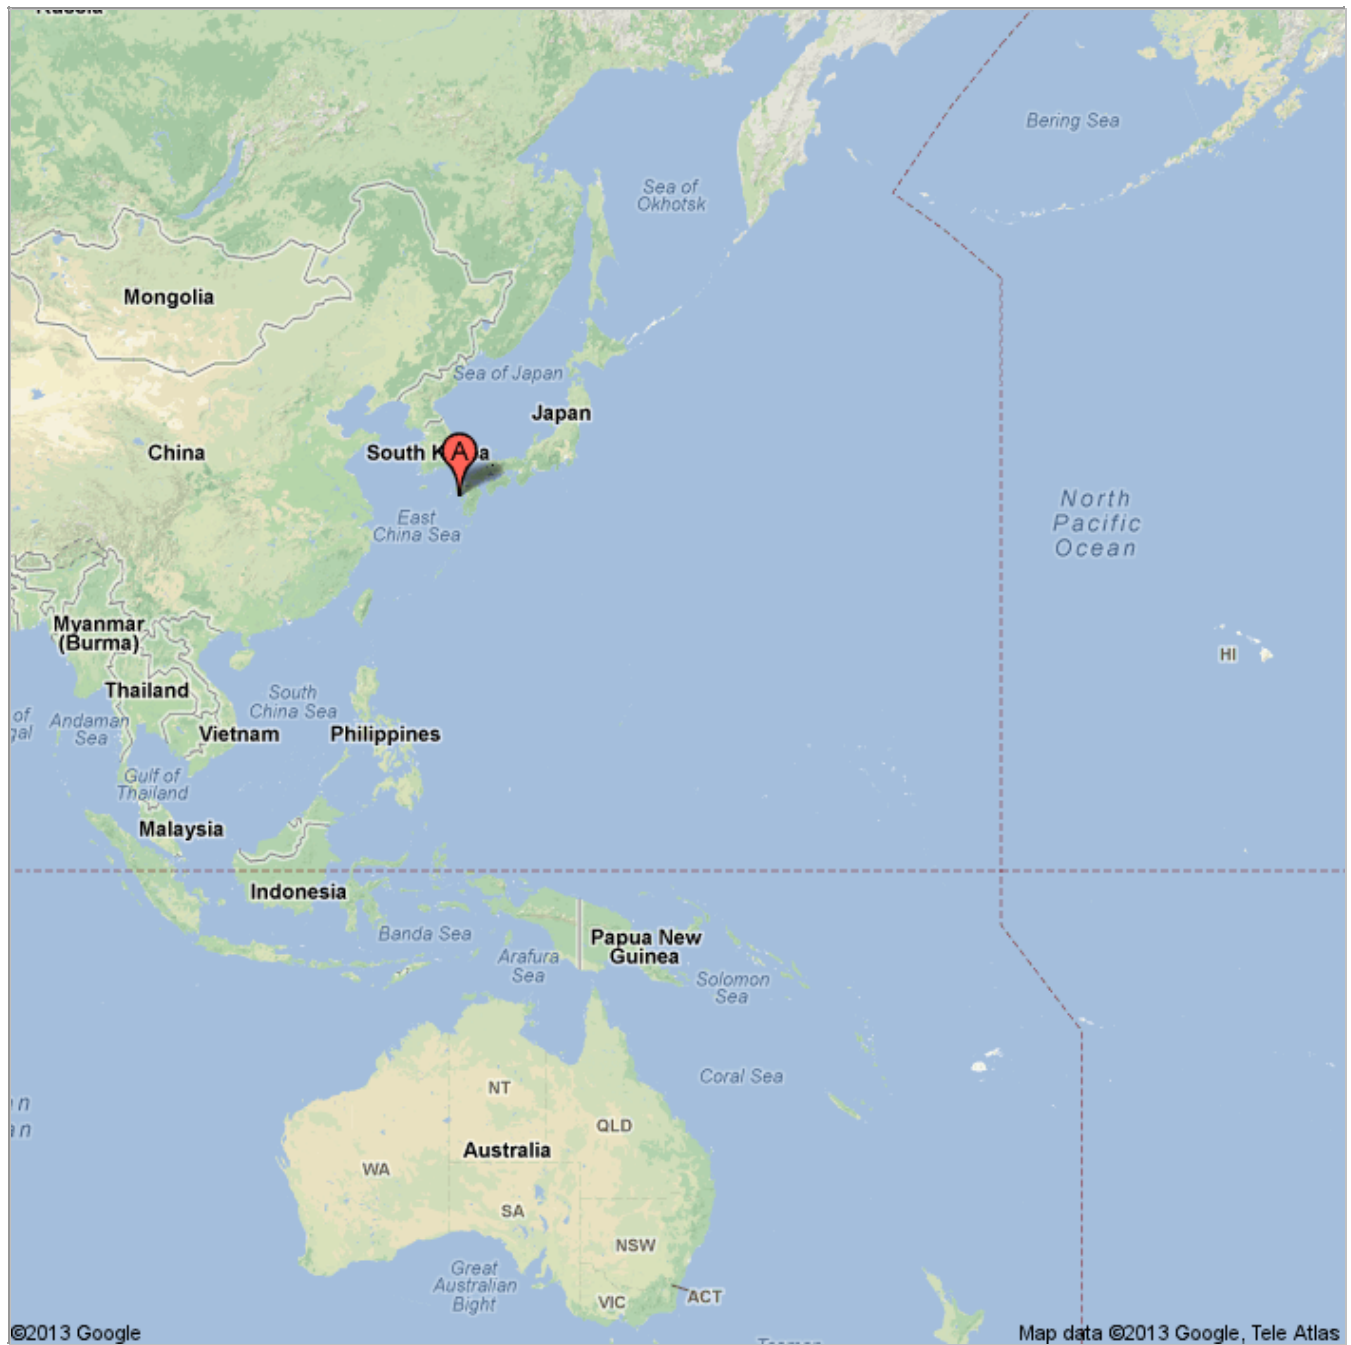 Russia
Bering Sea
Sea of
Okhotsk
Mongolia
Sea of Japan
Japan
China
South K
a
A
East
China Sea
North
Pacific
Ocean
Myanmar
(Burma)
HI
Thailand
South
China Sea
of
Andaman
Sea
Vietnam
Philippines
Gulf of
Thailand
Malaysia
Indonesia
Banda Sea
Papua New
Guinea
Arafura
Sea
Solomon
Sea
Coral Sea
NT
QLD
Australia
WA
SA
NSW
Great
Australian
Bight
VIC
ACT
©2013 Google
Map data ©2013 Google, Tele Atlas